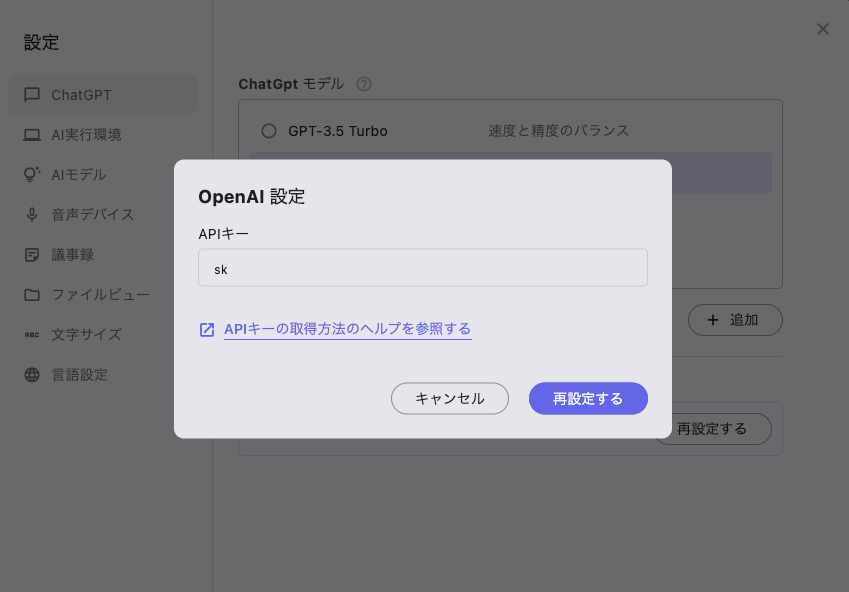 設定
ChatGPT
AI実行環境
AIモデル
音声デバイス
議事録
ファイルビュー
ABC 文字サイズ
言語設定
ChatGpt モデル ?
GPT-3.5 Turbo 速度と精度のバランス
OpenAI 設定
APIキー
sk
APIキーの取得方法のヘルプを参照する
キャンセル 再設定する
+ 追加
再設定する